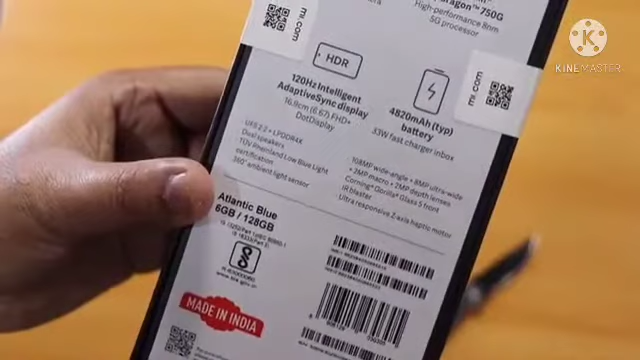 mi.com
750G
High-performance 8nm
5G processor
HDR
120Hz Intelligent
AdaptiveSync display
16.9cm (6.67) FHD+
DotDisplay
4820mAh (typ)
battery
33W fast charger inbox
mi.com
KINEMASTER
UFS 2.2 + LPDDR4X
Dual speakers
TÜV Rheinland Low Blue Light
certification
360° ambient light sensor
108MP wide-angle + 8MP ultra-wide
+ 2MP macro + 2MP depth lenses
Corning® Gorilla® Glass 5 front
IR blaster
Ultra responsive Z-axis haptic motor
Atlantic Blue
6GB / 128GB
MADE IN INDIA